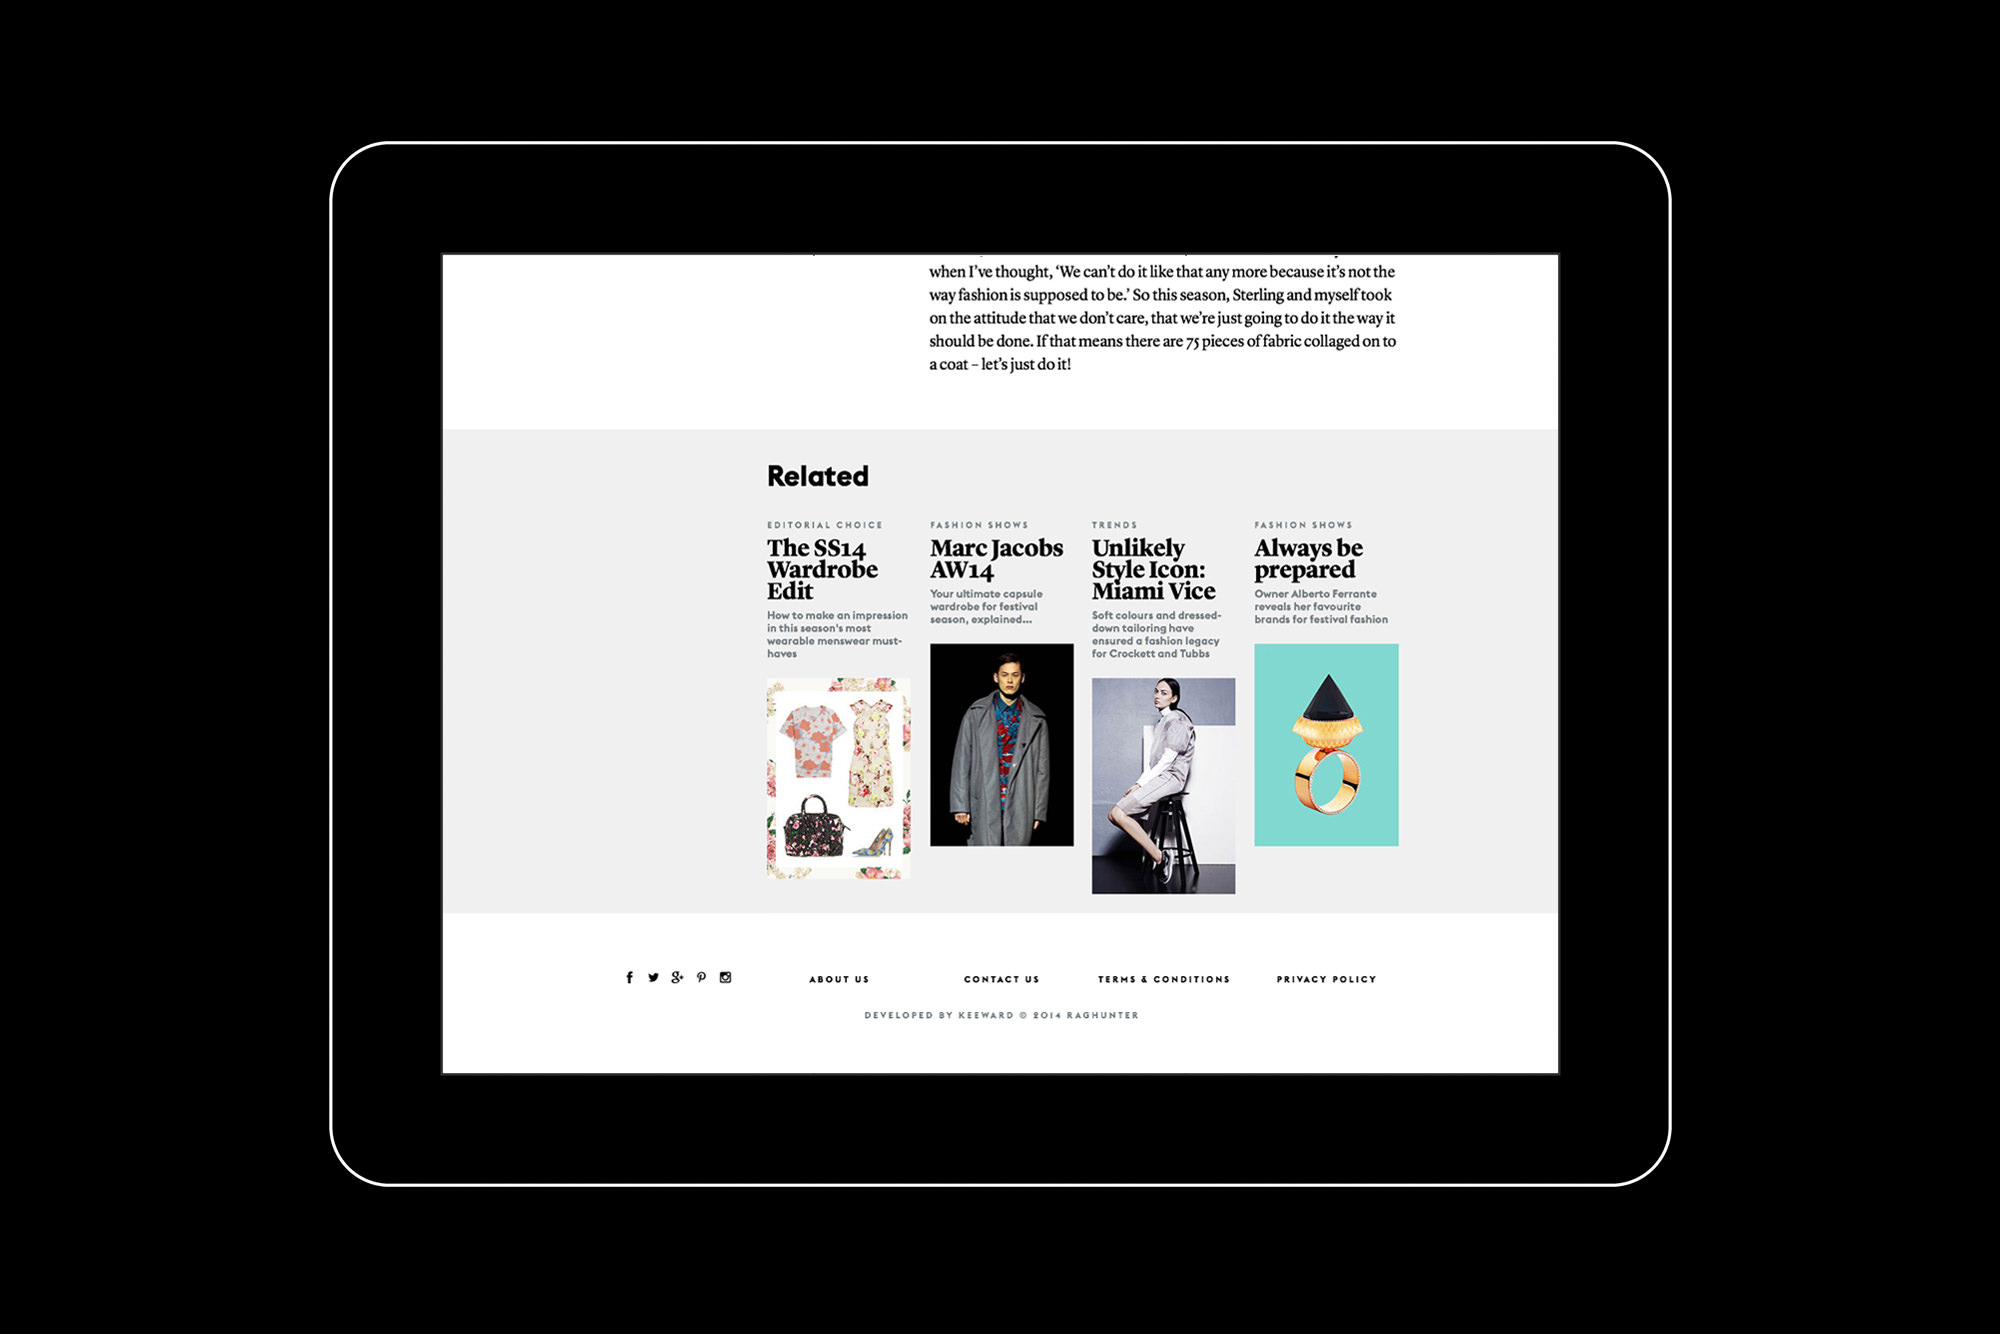 when I've thought, ‘We can't do it like that any more because it's not the
way fashion is supposed to be.’ So this season, Sterling and myself took
on the attitude that we don't care, that we're just going to do it the way it
should be done. If that means there are 75 pieces of fabric collaged on to
a coat – let's just do it!
Related
EDITORIAL CHOICE
The SS14
Wardrobe
Edit
How to make an impression
in this season's most
wearable menswear must-
haves
FASHION SHOWS
Marc Jacobs
AW14
Your ultimate capsule
wardrobe for festival
season, explained...
TRENDS
Unlikely
Style Icon:
Miami Vice
Soft colours and dressed-
down tailoring have
ensured a fashion legacy
for Crockett and Tubbs
FASHION SHOWS
Always be
prepared
Owner Alberto Ferrante
reveals her favourite
brands for festival fashion
ABOUT US
CONTACT US
TERMS & CONDITIONS
PRIVACY POLICY
DEVELOPED BY KEEWARD © 2014 RAGHUNTER